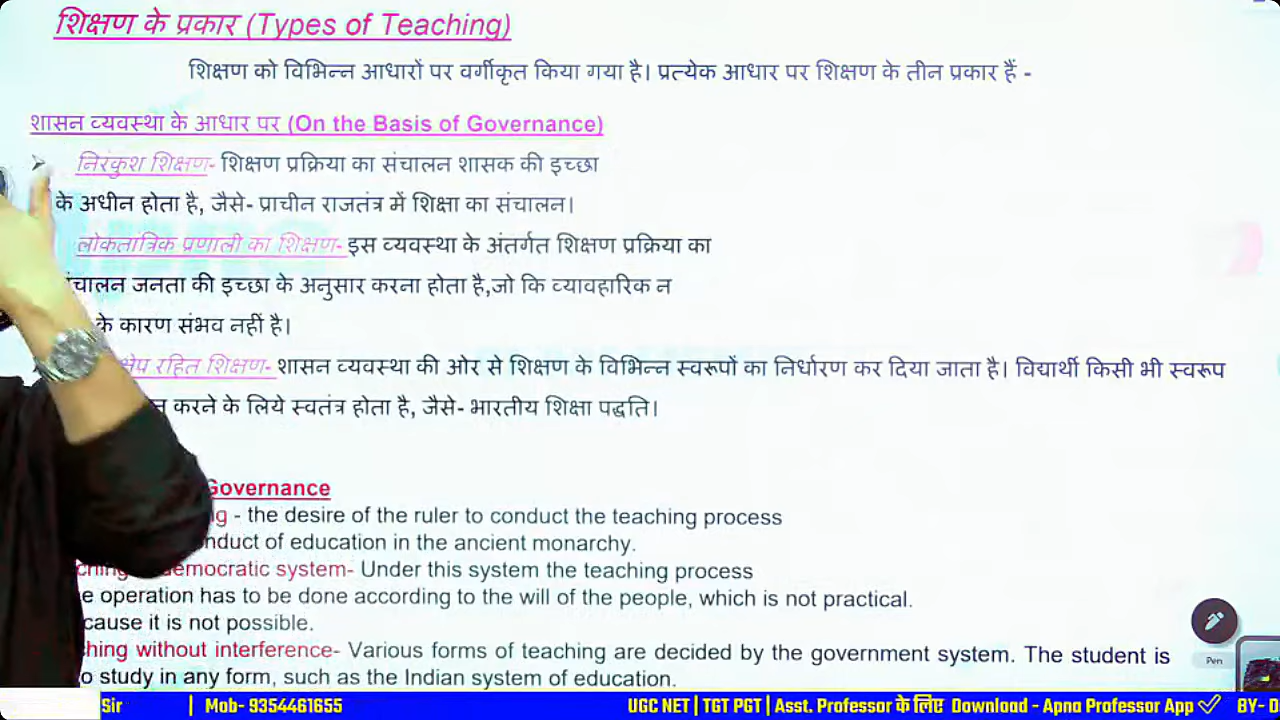 शिक्षण के प्रकार (Types of Teaching)
शिक्षण को विभिन्न आधारों पर वर्गीकृत किया गया है। प्रत्येक आधार पर शिक्षण के तीन प्रकार हैं -
शासन व्यवस्था के आधार पर (On the Basis of Governance)
➢ निरंकुश शिक्षण- शिक्षण प्रक्रिया का संचालन शासक की इच्छा
के अधीन होता है, जैसे- प्राचीन राजतंत्र में शिक्षा का संचालन।
लोकतांत्रिक प्रणाली का शिक्षण- इस व्यवस्था के अंतर्गत शिक्षण प्रक्रिया का
जनता की इच्छा के अनुसार करना होता है,जो कि व्यावहारिक न
के कारण संभव नहीं है।
रहित शिक्षण- शासन व्यवस्था की ओर से शिक्षण के विभिन्न स्वरूपों का निर्धारण कर दिया जाता है। विद्यार्थी किसी भी स्वरूप
करने के लिये स्वतंत्र होता है, जैसे- भारतीय शिक्षा पद्धति।
Governance
- the desire of the ruler to conduct the teaching process
of education in the ancient monarchy.
democratic system- Under this system the teaching process
operation has to be done according to the will of the people, which is not practical.
it is not possible.
without interference- Various forms of teaching are decided by the government system. The student is
to study in any form, such as the Indian system of education.
Pen
Sir | Mob- 9354461655 UGC NET | TGT PGT | Asst. Professor के लिए Download - Apna Professor App ✓ BY- D